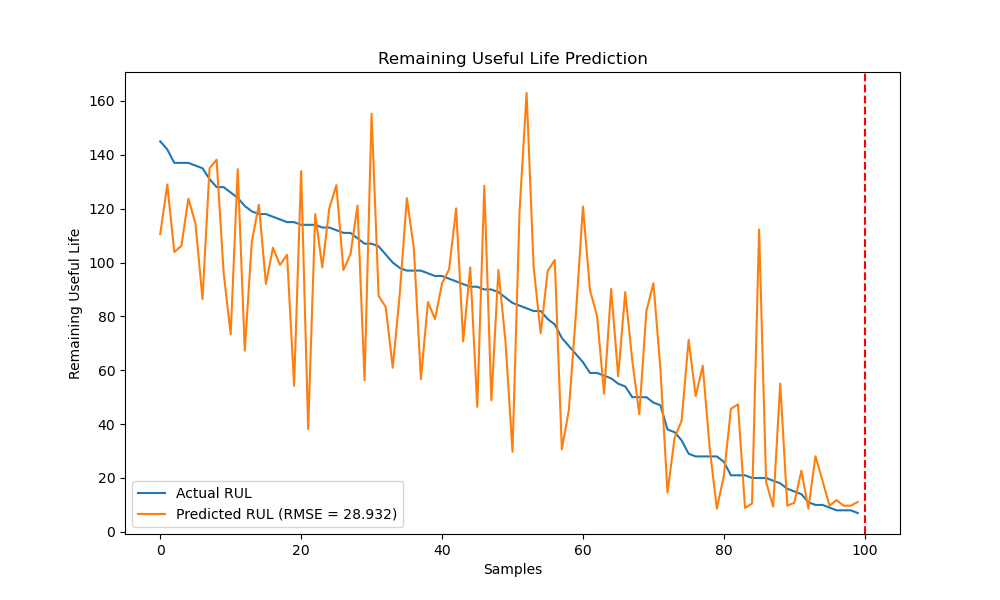 Remaining Useful Life Prediction
Remaining Useful Life
160
140
120
100
80
60
40
20
0
Actual RUL
Predicted RUL (RMSE = 28.932)
0 20 40 60 80 100
Samples